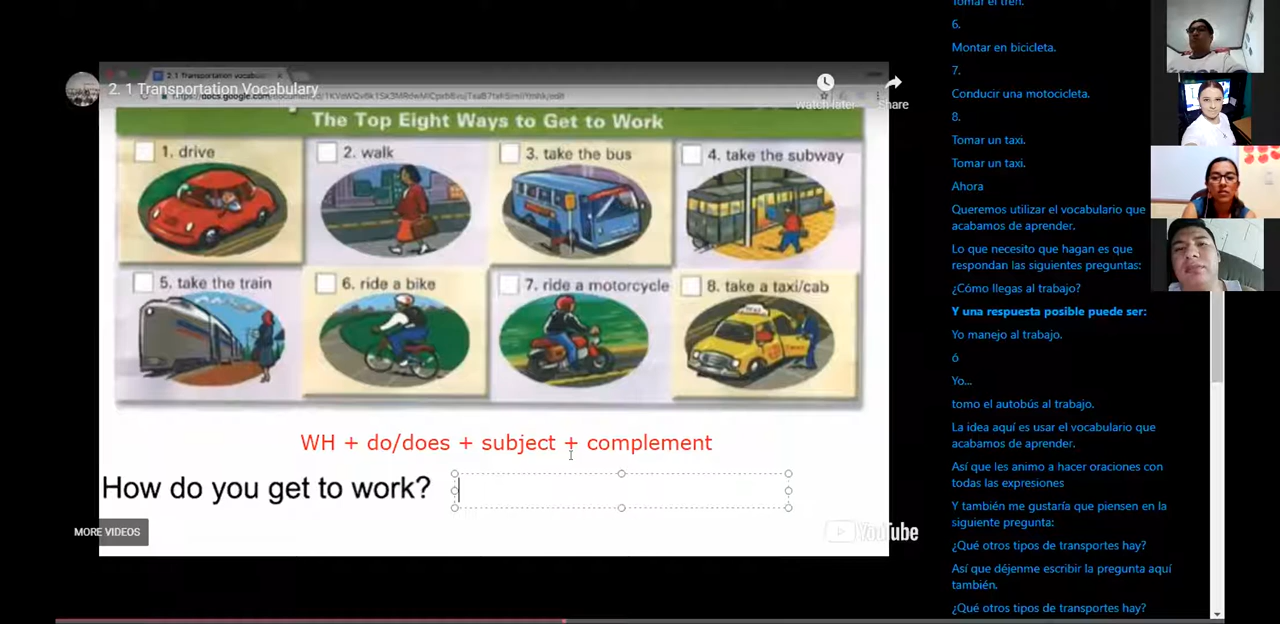 2.1 Transportation Vocabulary
2. 1 Transportation Vocabulary
Watch later
Share
The Top Eight Ways to Get to Work
1. drive
2. walk
3. take the bus
4. take the subway
5. take the train
6. ride a bike
7. ride a motorcycle
8. take a taxi/cab
WH + do/does + subject + complement
How do you get to work?
MORE VIDEOS
YouTube
Tomar el tren.
6.
Montar en bicicleta.
7.
Conducir una motocicleta.
8.
Tomar un taxi.
Tomar un taxi.
Ahora
Queremos utilizar el vocabulario que
acabamos de aprender.
Lo que necesito que hagan es que
respondan las siguientes preguntas:
¿Cómo llegas al trabajo?
Y una respuesta posible puede ser:
Yo manejo al trabajo.
ó
Yo...
tomo el autobús al trabajo.
La idea aquí es usar el vocabulario que
acabamos de aprender.
Así que les animo a hacer oraciones con
todas las expresiones
Y también me gustaría que piensen en la
siguiente pregunta:
¿Qué otros tipos de transportes hay?
Así que déjenme escribir la pregunta aquí
también.
¿Qué otros tipos de transportes hay?